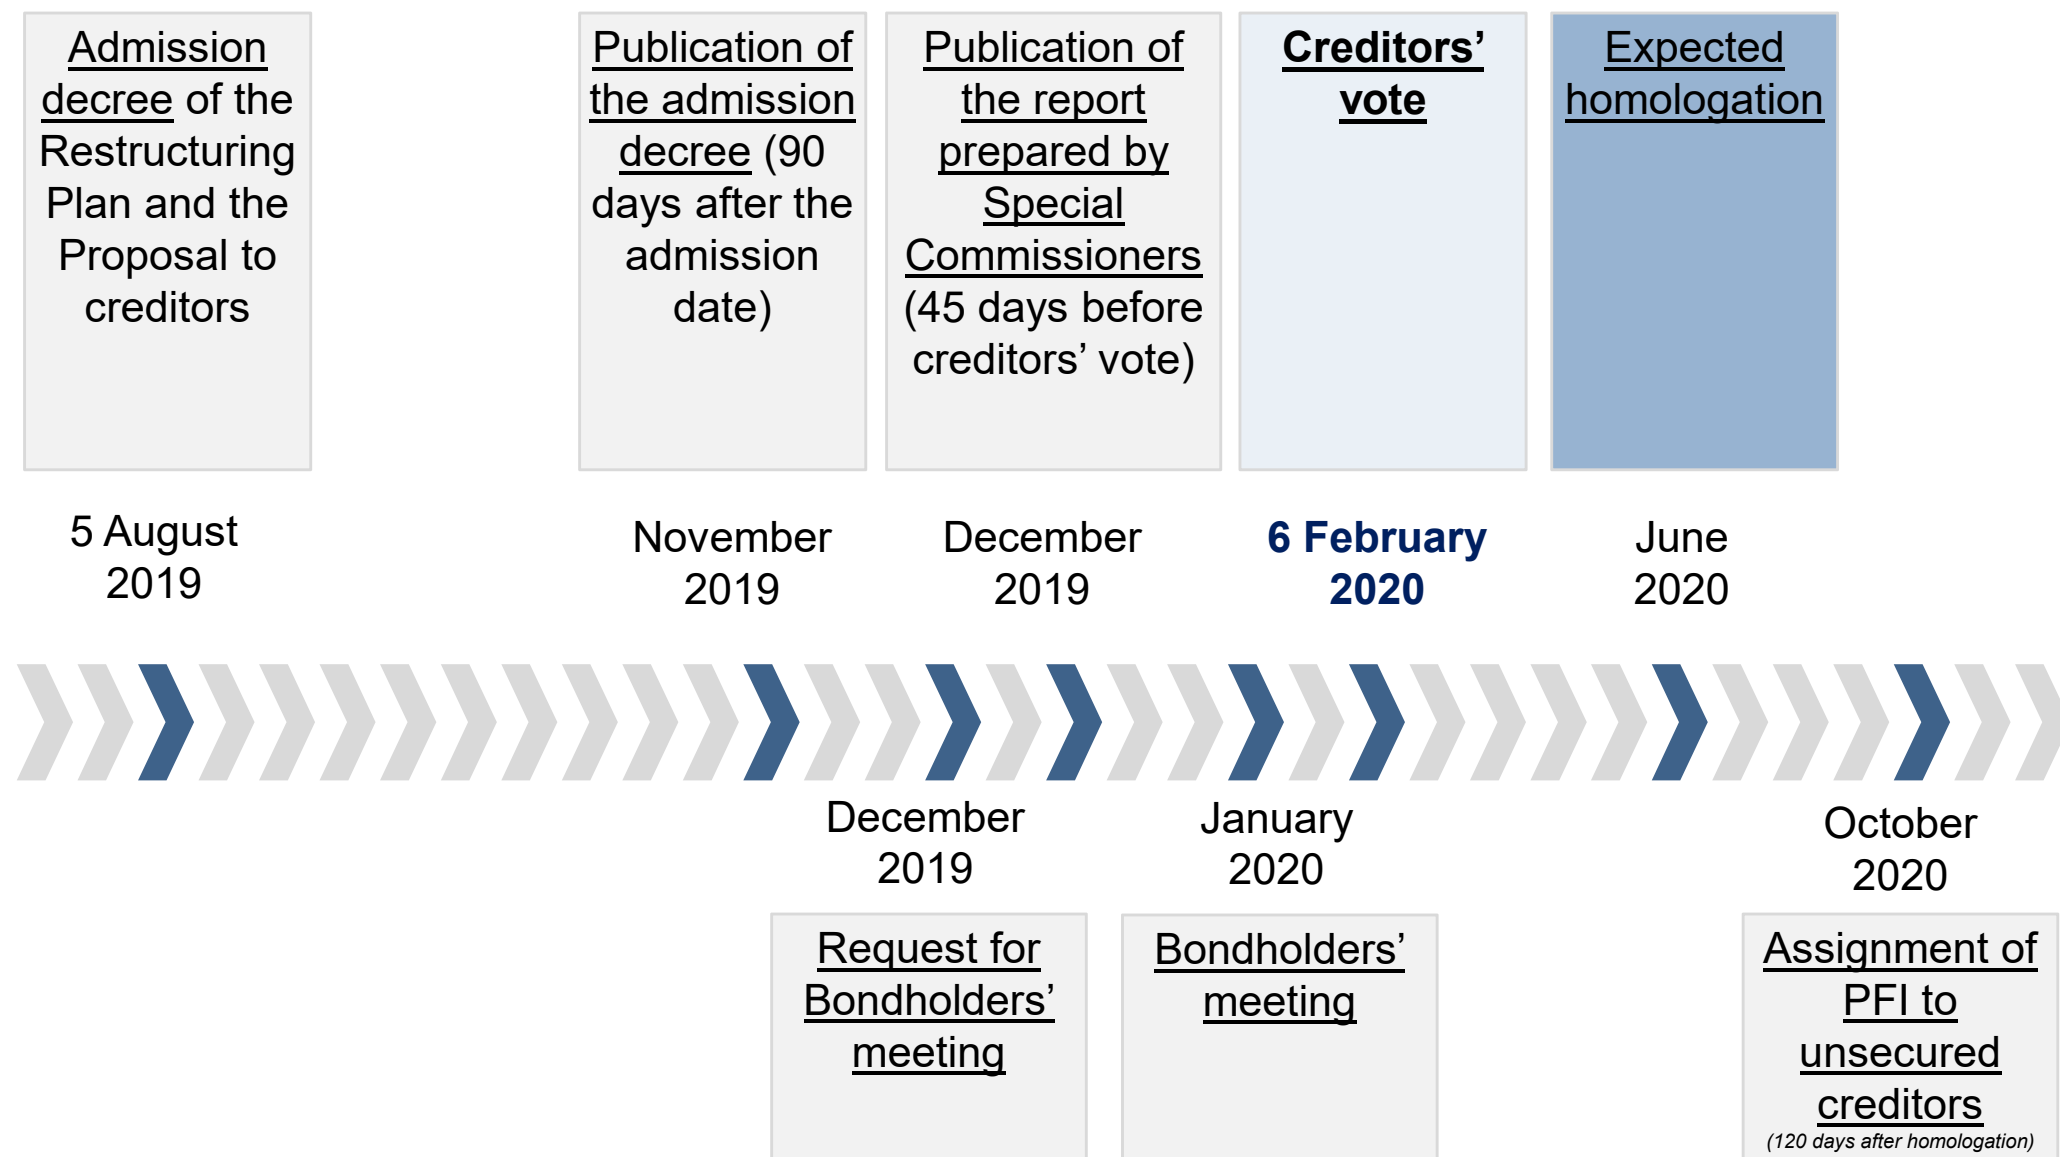 Admission
decree of the
Restructuring
Plan and the
Proposal to
creditors
Publication of
the admission
decree (90
days after the
admission
date)
Publication of
the report
prepared by
Special
Commissioners
(45 days before
creditors’ vote)
Creditors’
vote
Expected
homologation
5 August
2019
November
2019
December
2019
6 February
2020
June
2020
December
2019
January
2020
October
2020
Request for
Bondholders’
meeting
Bondholders’
meeting
Assignment of
PFI to
unsecured
creditors
(120 days after homologation)